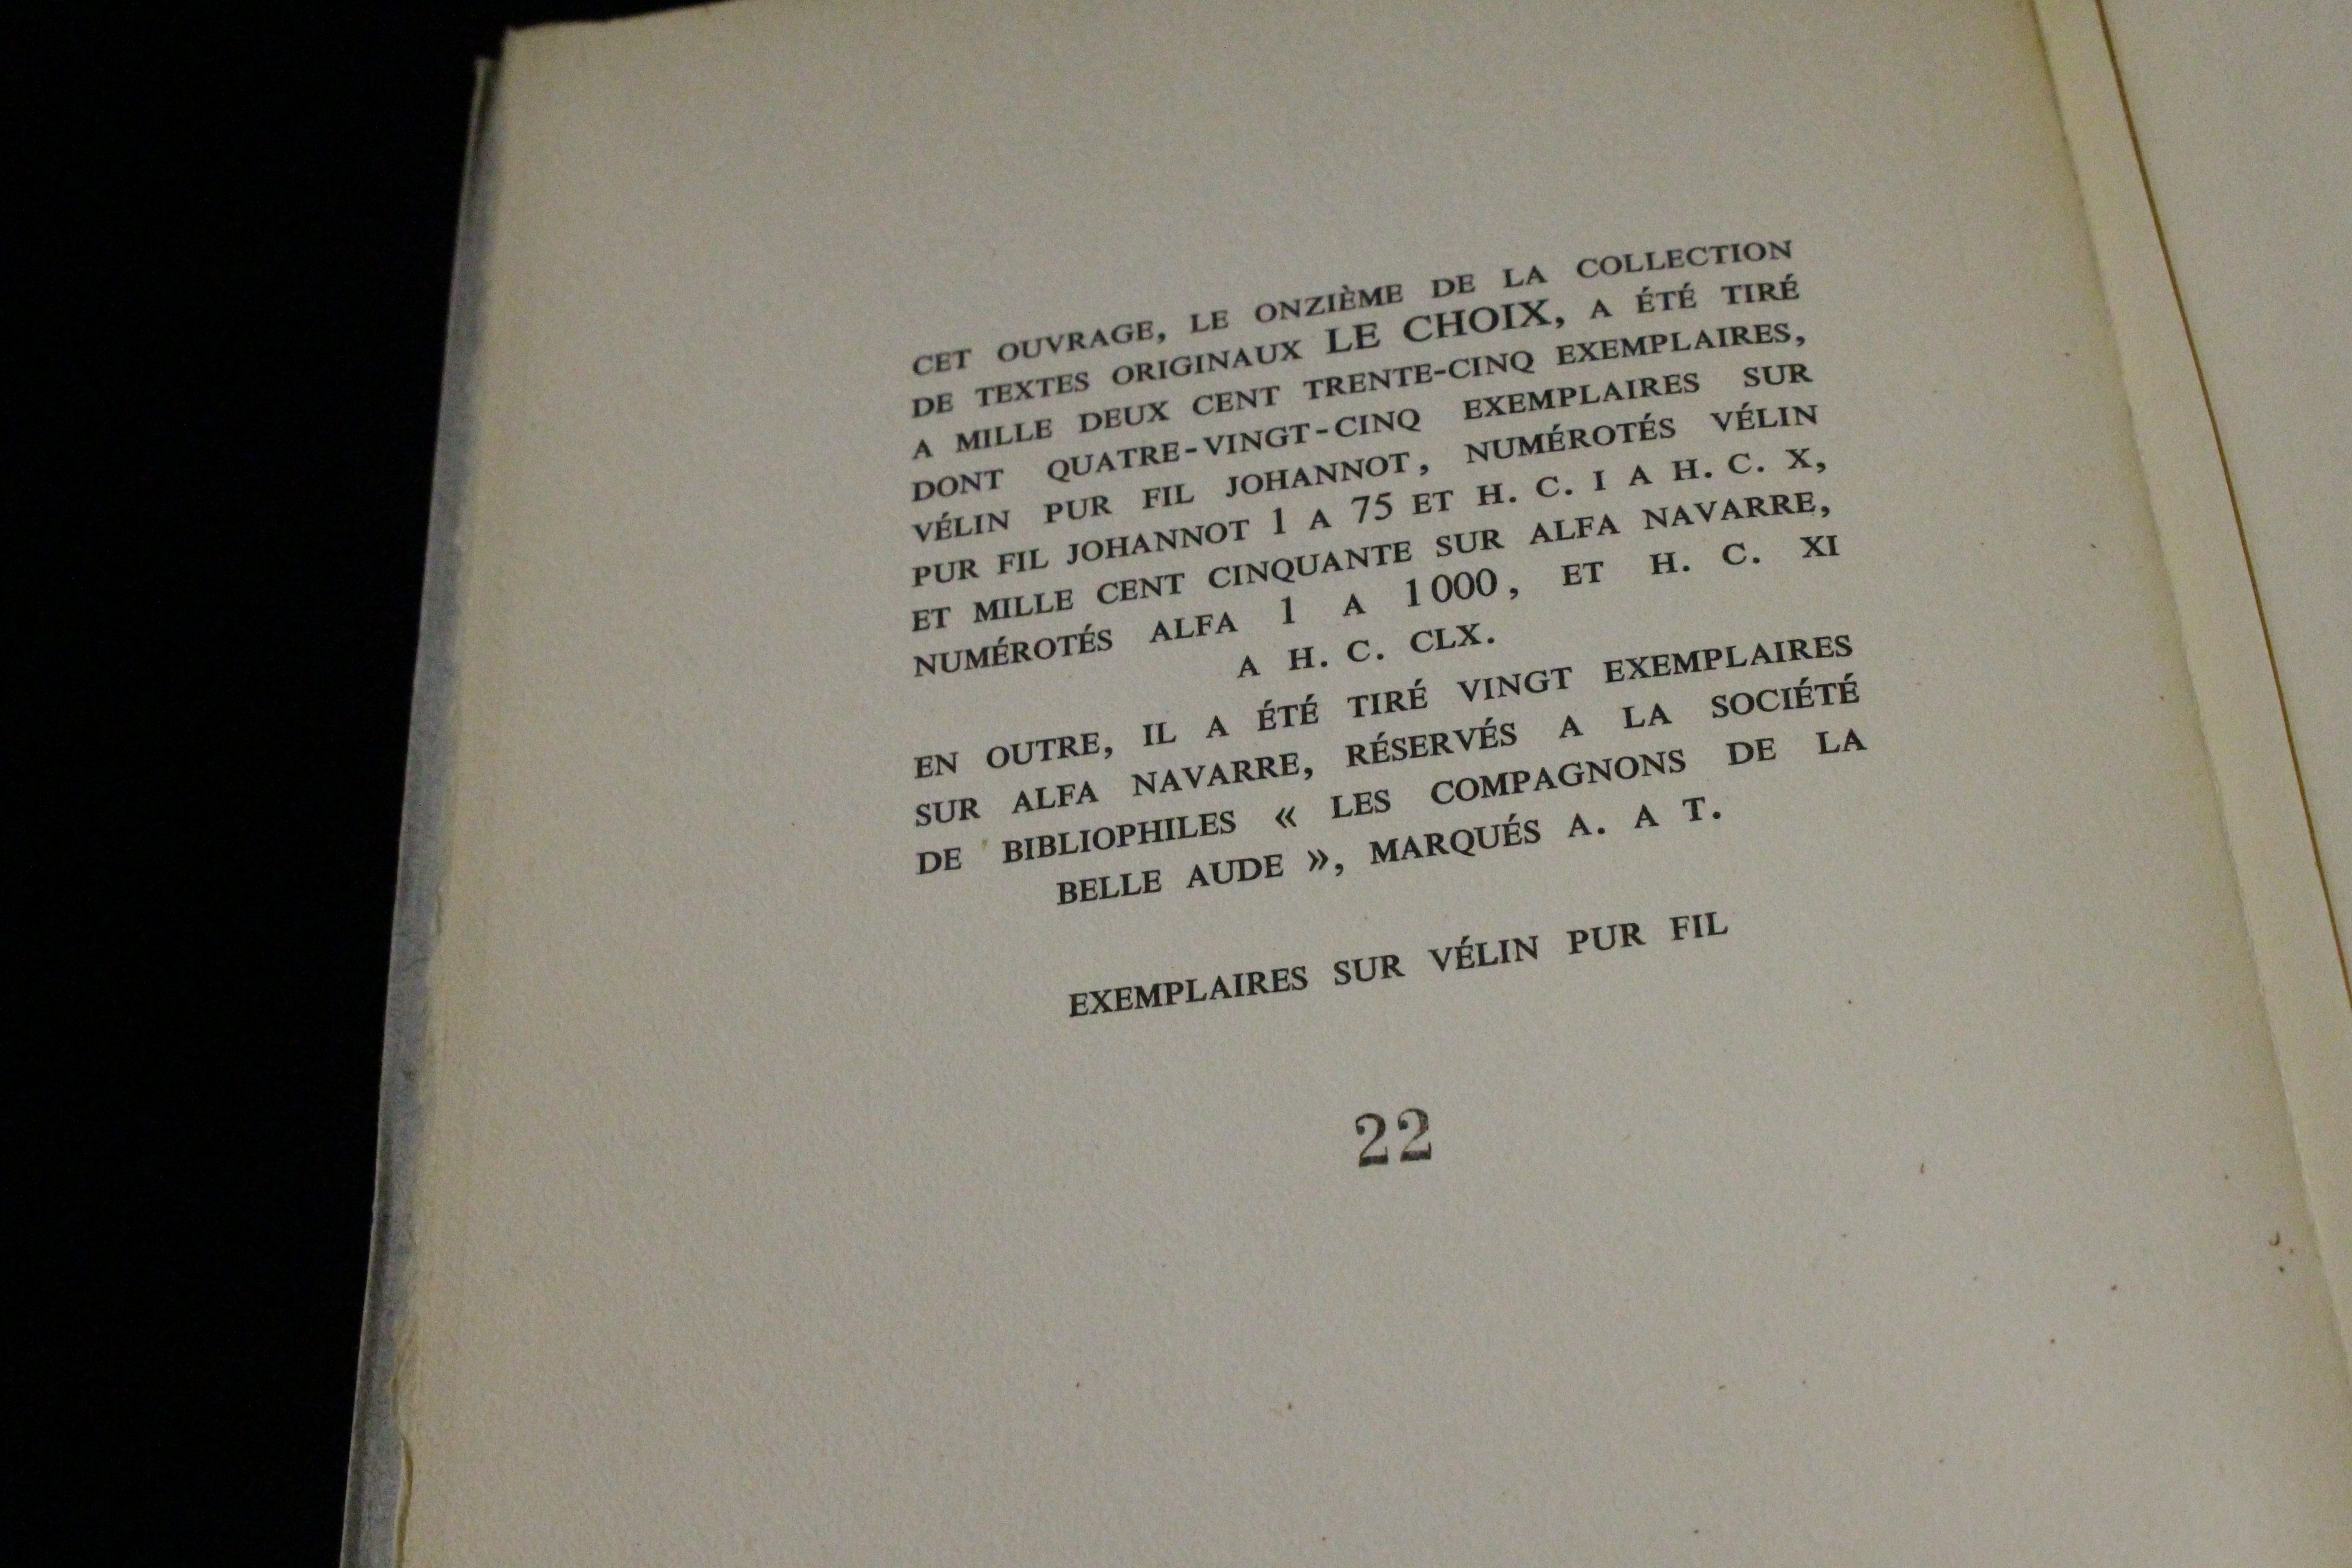 CET OUVRAGE, LE ONZIÈME DE LA COLLECTION
DE TEXTES ORIGINAUX LE CHOIX, A ÉTÉ TIRÉ
A MILLE DEUX CENT TRENTE-CINQ EXEMPLAIRES,
DONT QUATRE-VINGT-CINQ EXEMPLAIRES SUR
VÉLIN PUR FIL JOHANNOT, NUMÉROTÉS VÉLIN
PUR FIL JOHANNOT 1 A 75 ET H. C. I A H. C. X,
ET MILLE CENT CINQUANTE SUR ALFA NAVARRE,
NUMÉROTÉS ALFA 1 A 1000, ET H. C. XI
A H. C. CLX.
EN OUTRE, IL A ÉTÉ TIRÉ VINGT EXEMPLAIRES
SUR ALFA NAVARRE, RÉSERVÉS A LA SOCIÉTÉ
DE BIBLIOPHILES « LES COMPAGNONS DE LA
BELLE AUDE », MARQUÉS A. A T.
EXEMPLAIRES SUR VÉLIN PUR FIL
22